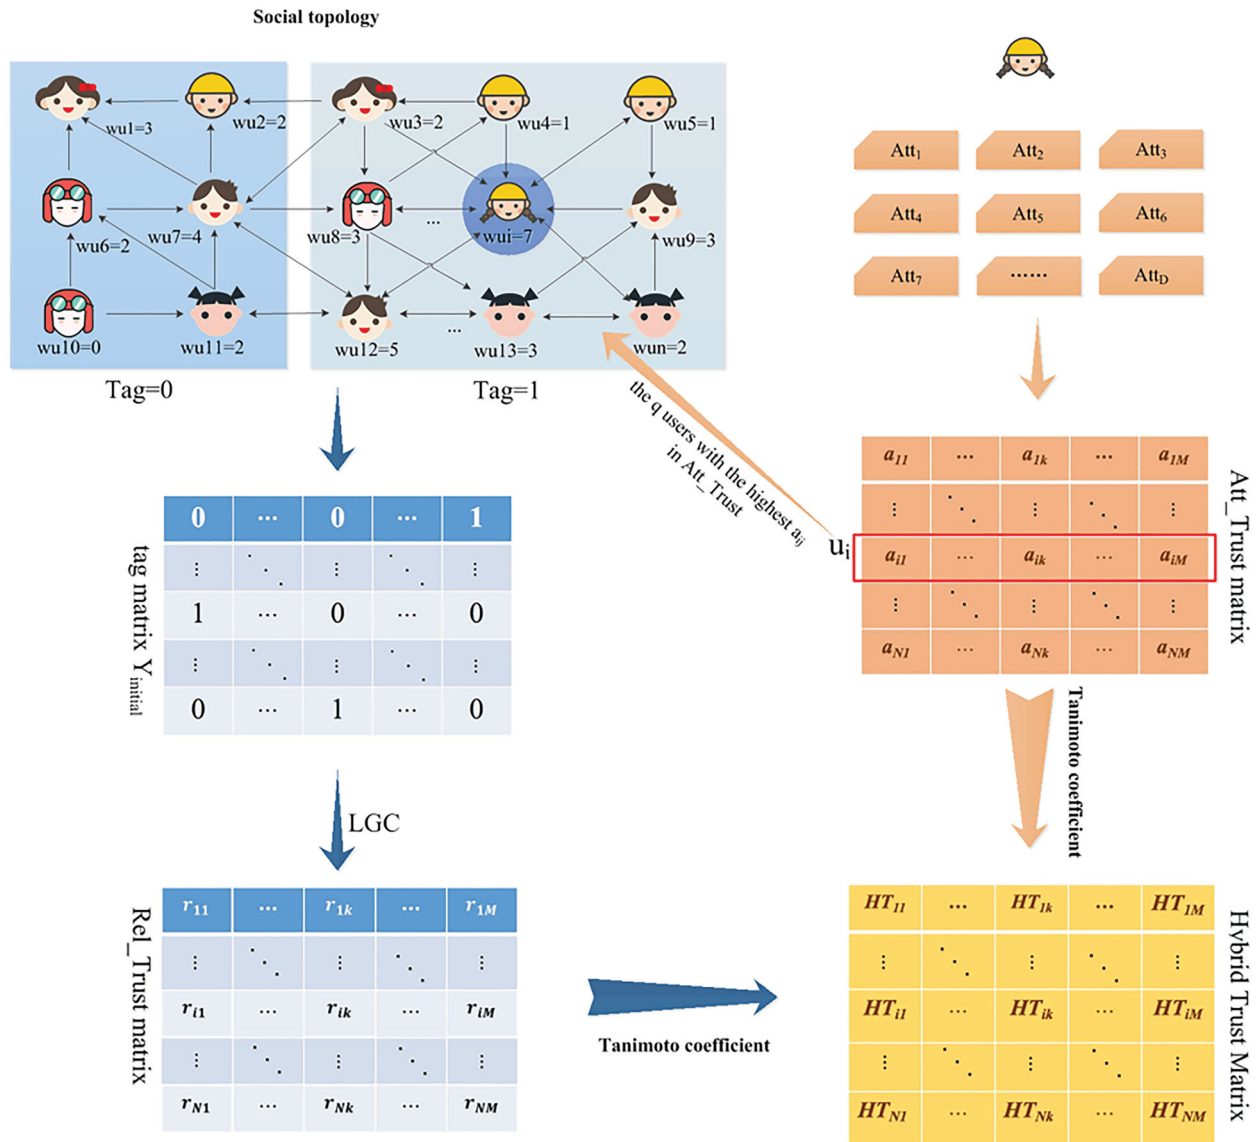 Social topology
wu1=3
wu2=2
wu3=2
wu4=1
wu5=1
wu6=2
wu7=4
wu8=3
...
wui=7
wu9=3
wu10=0
wu11=2
wu12=5
...
wu13=3
wun=2
Tag=0
Tag=1
Att1
Att2
Att3
Att4
Att5
Att6
Att7
······
AttD
the q users with the highest aij
in Att_Trust
ui
a11 ... a1k ... a1M
⋮ ⋱ ⋮ ⋱ ⋮
ai1 ... aik ... aiM
⋮ ⋱ ⋮ ⋱ ⋮
aN1 ... aNk ... aNM
Att_Trust matrix
0 ... 0 ... 1
⋮ ⋱ ⋮ ⋱ ⋮
1 ... 0 ... 0
⋮ ⋱ ⋮ ⋱ ⋮
0 ... 1 ... 0
tag matrix Yinitial
Tanimoto coefficient
LGC
r11 ... r1k ... r1M
⋮ ⋱ ⋮ ⋱ ⋮
ri1 ... rik ... riM
⋮ ⋱ ⋮ ⋱ ⋮
rN1 ... rNk ... rNM
Rel_Trust matrix
Tanimoto coefficient
HT11 ... HT1k ... HT1M
⋮ ⋱ ⋮ ⋱ ⋮
HTi1 ... HTik ... HTiM
⋮ ⋱ ⋮ ⋱ ⋮
HTN1 ... HTNk ... HTNM
Hybrid Trust Matrix